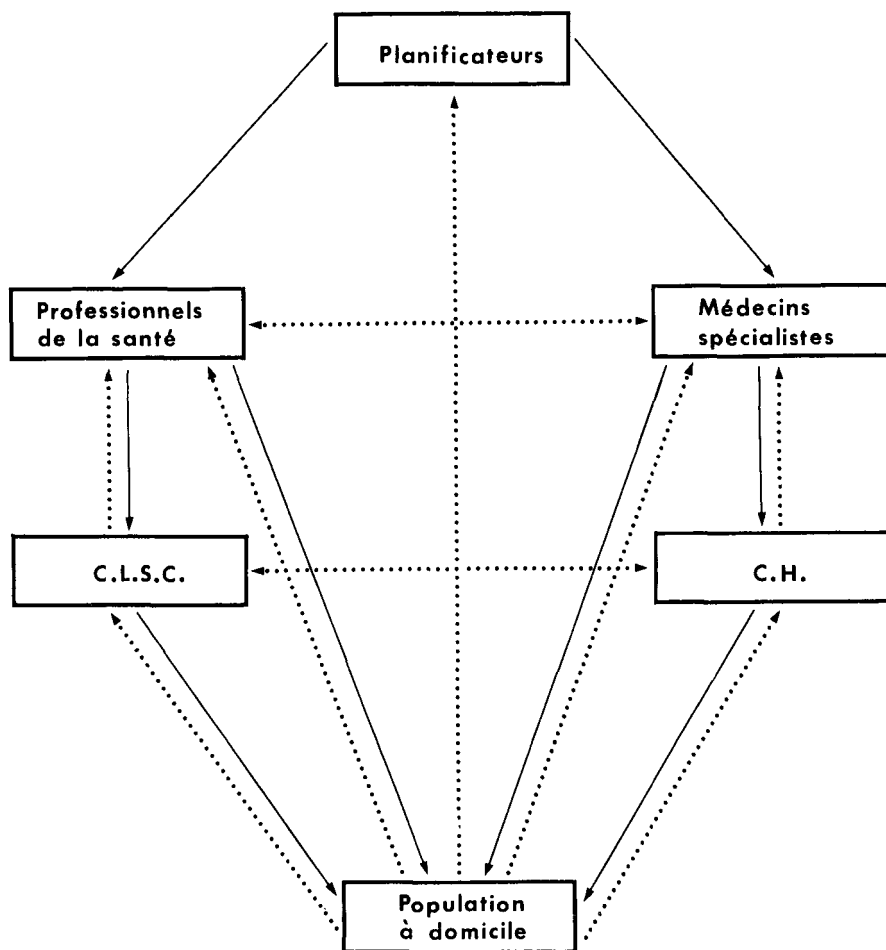 Planificateurs
Professionnels
de la santé
Médecins
spécialistes
C.L.S.C.
C.H.
Population
à domicile